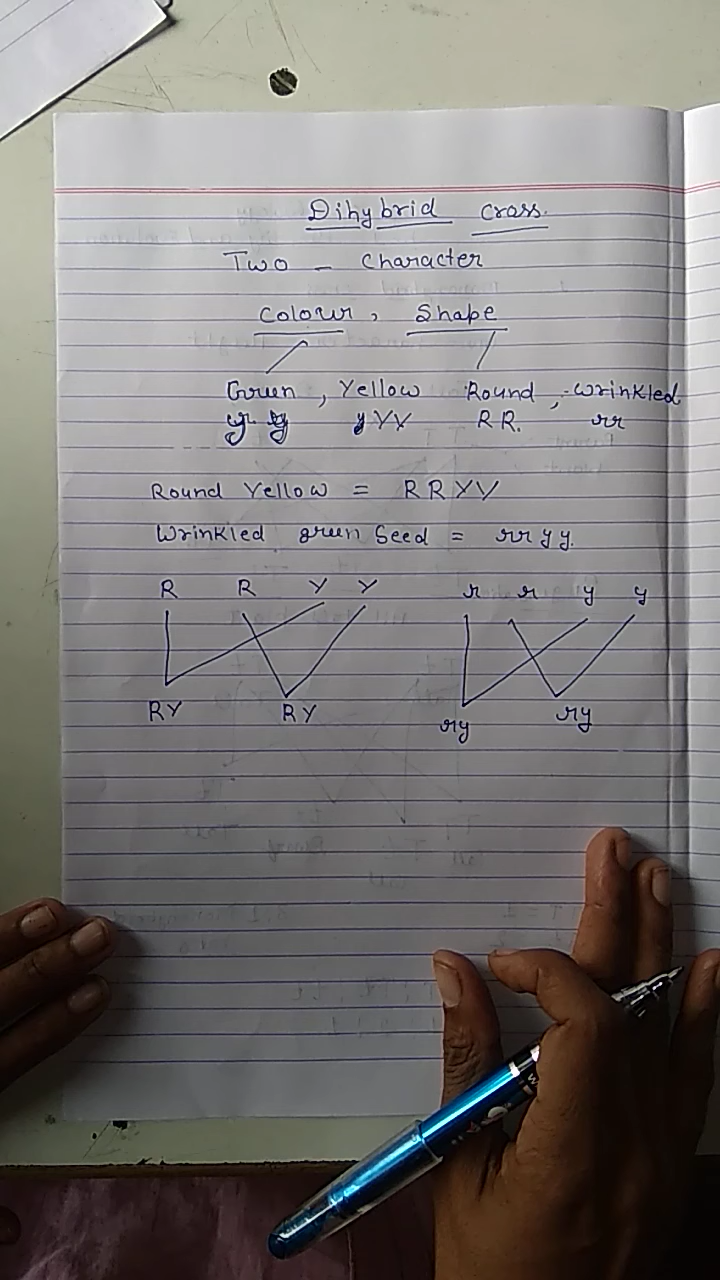 Dihybrid Cross.
Two - Character
Colour, Shape
Green, Yellow Round, Wrinkled
yy YY RR. rr
Round Yellow = RRYY
Wrinkled green Seed = rryy.
R R Y Y r r y y
RY RY ry ry